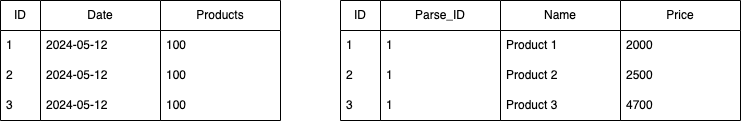 ID Date Products
1 2024-05-12 100
2 2024-05-12 100
3 2024-05-12 100
ID Parse_ID Name Price
1 1 Product 1 2000
2 1 Product 2 2500
3 1 Product 3 4700